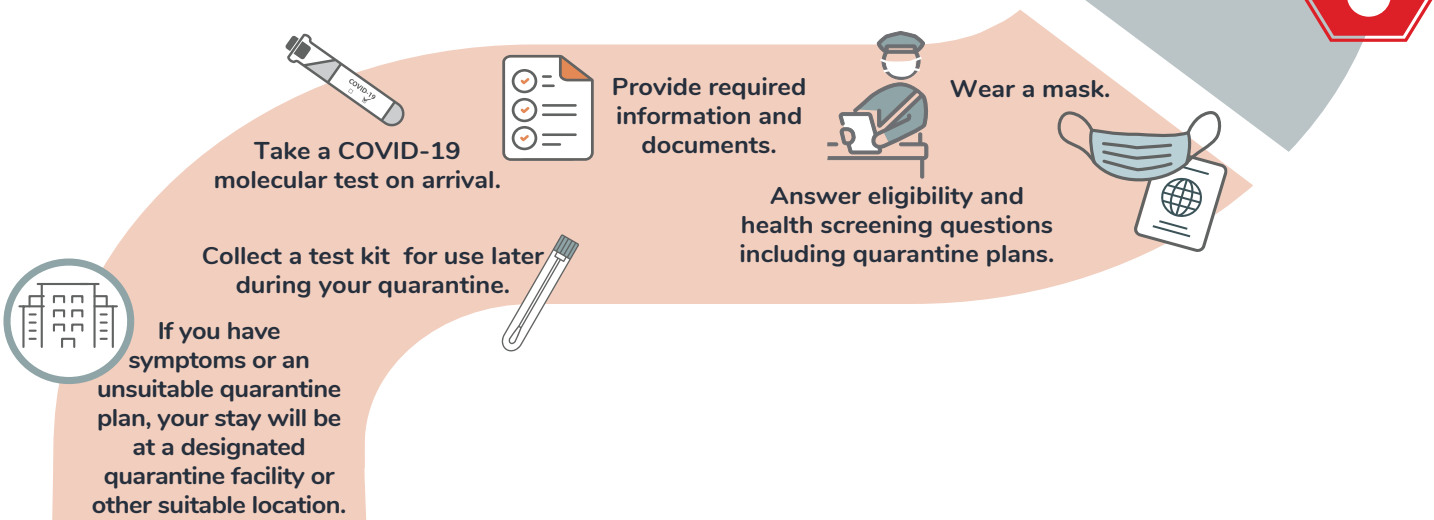 Wear a mask.
Provide required
information and
documents.
Answer eligibility and
health screening questions
including quarantine plans.
COVID-19
Take a COVID-19
molecular test on arrival.
Collect a test kit  for use later
during your quarantine.
If you have
symptoms or an
unsuitable quarantine
plan, your stay will be
at a designated
quarantine facility or
other suitable location.